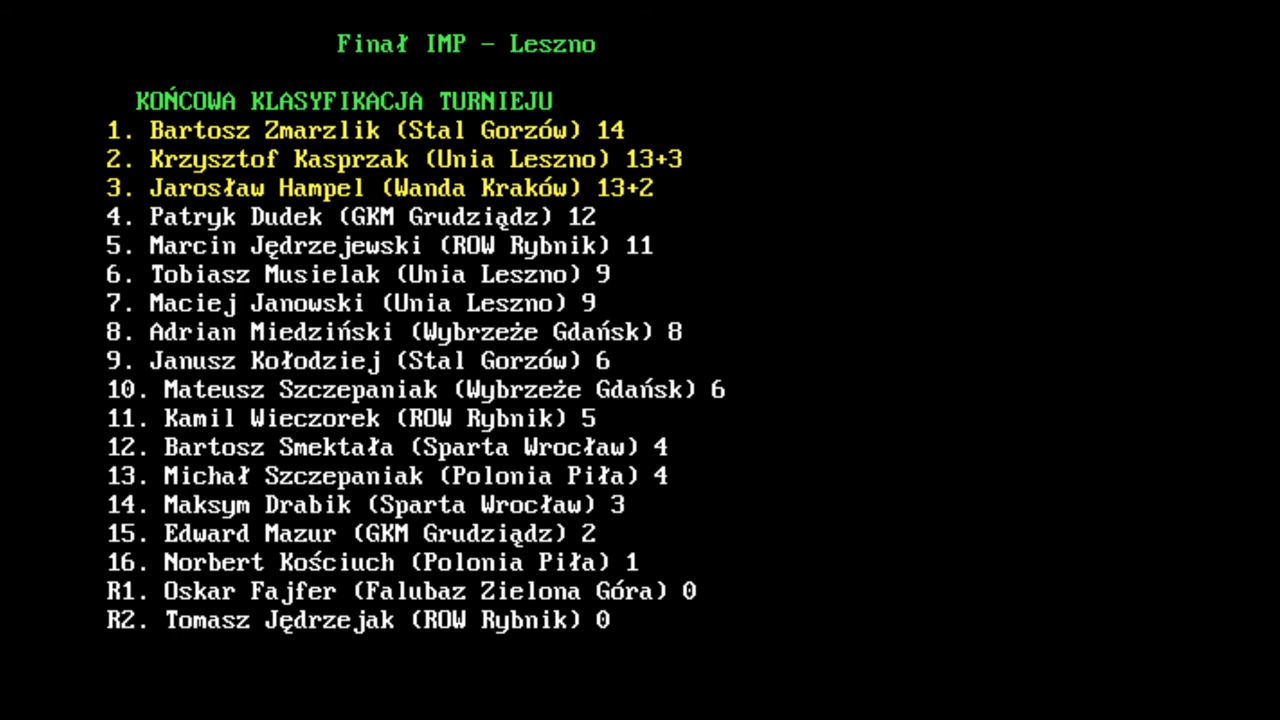 Finał IMP - Leszno
KOŃCOWA KLASYFIKACJA TURNIEJU
1. Bartosz Zmarzlik (Stal Gorzów) 14
2. Krzysztof Kasprzak (Unia Leszno) 13+3
3. Jarosław Hampel (Wanda Kraków) 13+2
4. Patryk Dudek (GKM Grudziądz) 12
5. Marcin Jędrzejewski (ROW Rybnik) 11
6. Tobiasz Musielak (Unia Leszno) 9
7. Maciej Janowski (Unia Leszno) 9
8. Adrian Miedziński (Wybrzeże Gdańsk) 8
9. Janusz Kołodziej (Stal Gorzów) 6
10. Mateusz Szczepaniak (Wybrzeże Gdańsk) 6
11. Kamil Wieczorek (ROW Rybnik) 5
12. Bartosz Smektała (Sparta Wrocław) 4
13. Michał Szczepaniak (Polonia Piła) 4
14. Maksym Drabik (Sparta Wrocław) 3
15. Edward Mazur (GKM Grudziądz) 2
16. Norbert Kościuch (Polonia Piła) 1
R1. Oskar Fajfer (Falubaz Zielona Góra) 0
R2. Tomasz Jędrzejak (ROW Rybnik) 0